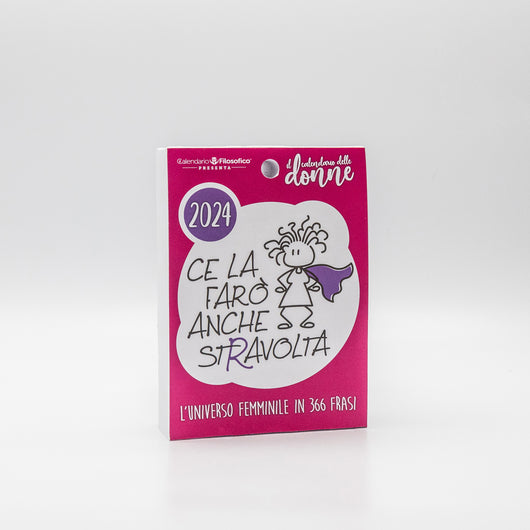 Calendario Filosofico®
PRESENTA
il calendario delle
donne
2024
CE LA
FARÒ
ANCHE
STRAVOLTA
L'UNIVERSO FEMMINILE IN 366 FRASI